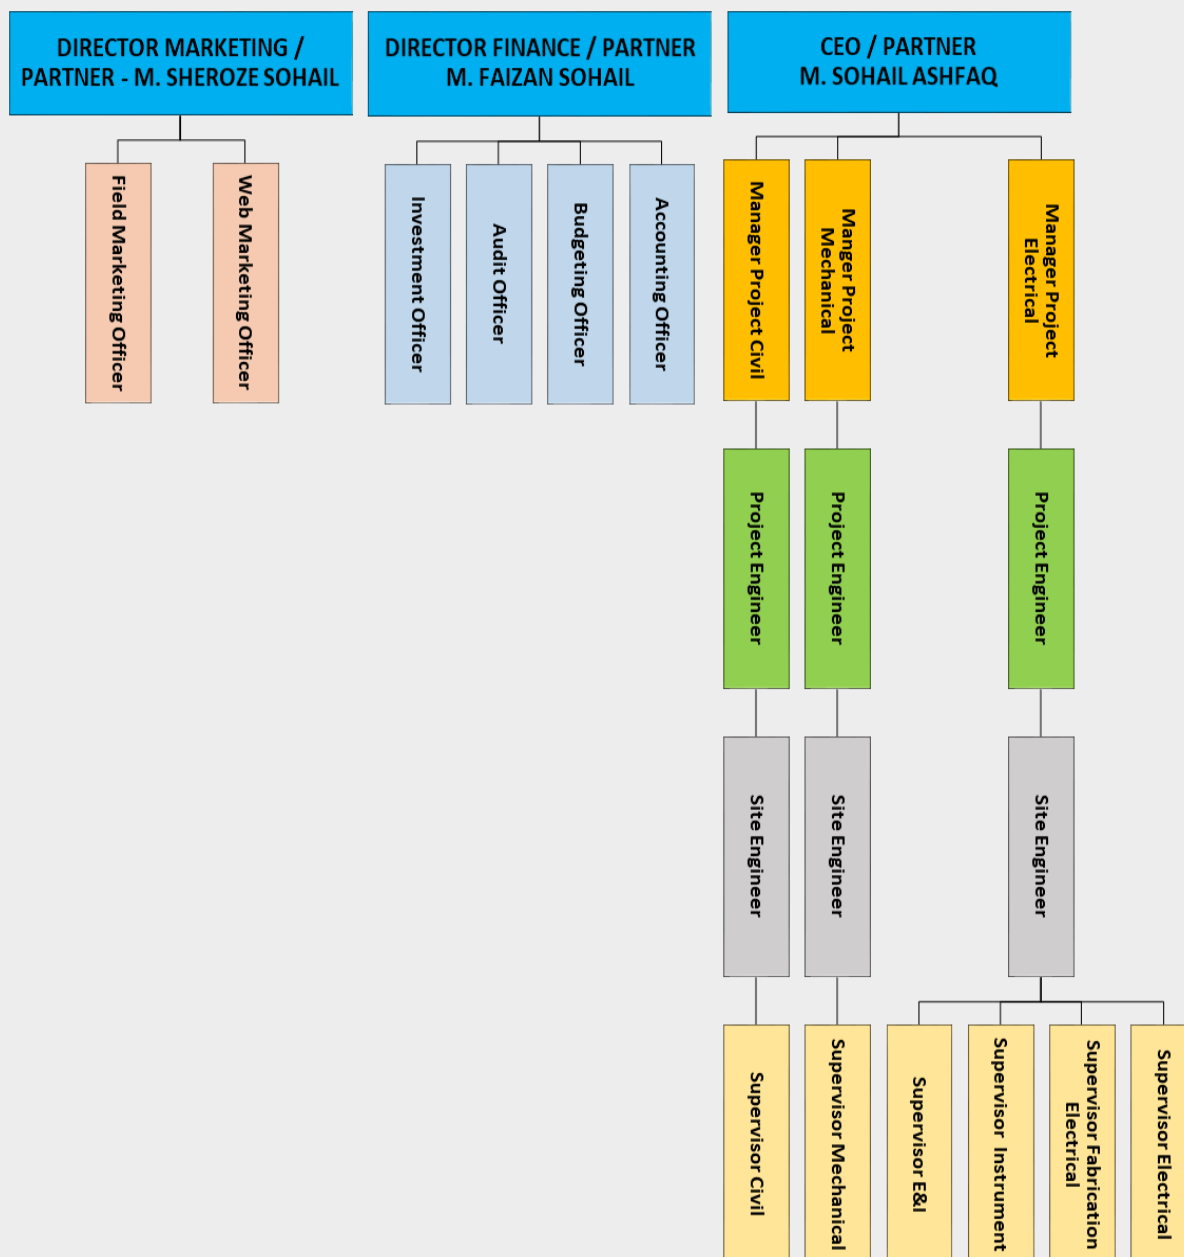 DIRECTOR MARKETING /
PARTNER - M. SHEROZE SOHAIL
DIRECTOR FINANCE / PARTNER
M. FAIZAN SOHAIL
CEO / PARTNER
M. SOHAIL ASHFAQ
Field Marketing Officer
Web Marketing Officer
Investment Officer
Audit Officer
Budgeting Officer
Accounting Officer
Manager Project Civil
Manger Project
Mechanical
Manager Project
Electrical
Project Engineer
Project Engineer
Project Engineer
Site Engineer
Site Engineer
Site Engineer
Supervisor Civil
Supervisor Mechanical
Supervisor E&I
Supervisor Instrument
Supervisor Fabrication
Electrical
Supervisor Electrical